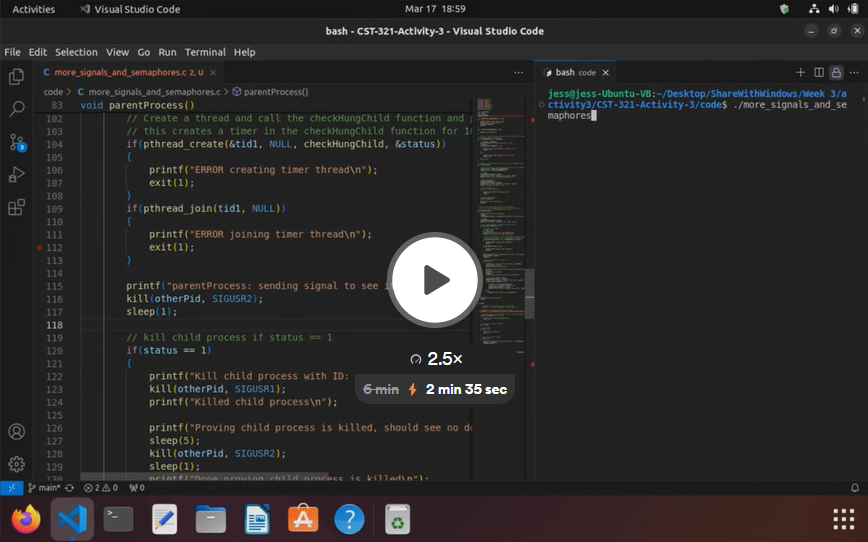 Activities
Visual Studio Code
Mar 17 18:59
bash - CST-321-Activity-3 - Visual Studio Code
File Edit Selection View Go Run Terminal Help
more_signals_and_semaphores.c 2, U
code > C more_signals_and_semaphores.c > parentProcess()
83 void parentProcess()
102 // Create a thread and call the checkHungChild function and
103 // this creates a timer in the checkHungChild function for
104 if(pthread_create(&tid1, NULL, checkHungChild, &status))
105 {
106 printf("ERROR creating timer thread\n");
107 exit(1);
108 }
109 if(pthread_join(tid1, NULL))
110 {
111 printf("ERROR joining timer thread\n");
112 exit(1);
113 }
114
115 printf("parentProcess: sending signal to see
116 kill(otherPid, SIGUSR2);
117 sleep(1);
118
119 // kill child process if status == 1
120 if(status == 1)
121 {
122 printf("Kill child process with ID:
123 kill(otherPid, SIGUSR1);
124 printf("Killed child process\n");
125
126 printf("Proving child process is killed, should see no
127 sleep(5);
128 kill(otherPid, SIGUSR2);
129 sleep(1);
130 printf("Done proving child process is killed\n");
bash code
jess@jess-Ubuntu-VB:~/Desktop/ShareWithWindows/Week 3/a
ctivity3/CST-321-Activity-3/code$ ./more_signals_and_se
maphores
2.5×
6 min 2 min 35 sec
main* 2 0 0
3